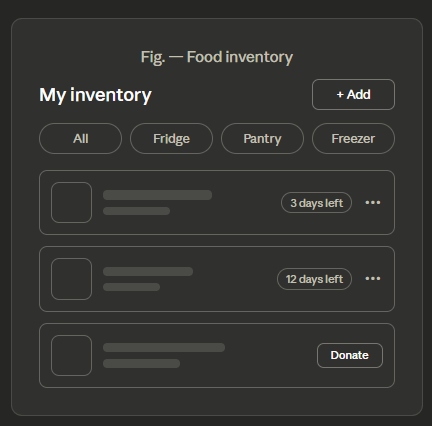 Fig. — Food inventory
My inventory
+ Add
All
Fridge
Pantry
Freezer
3 days left
12 days left
Donate